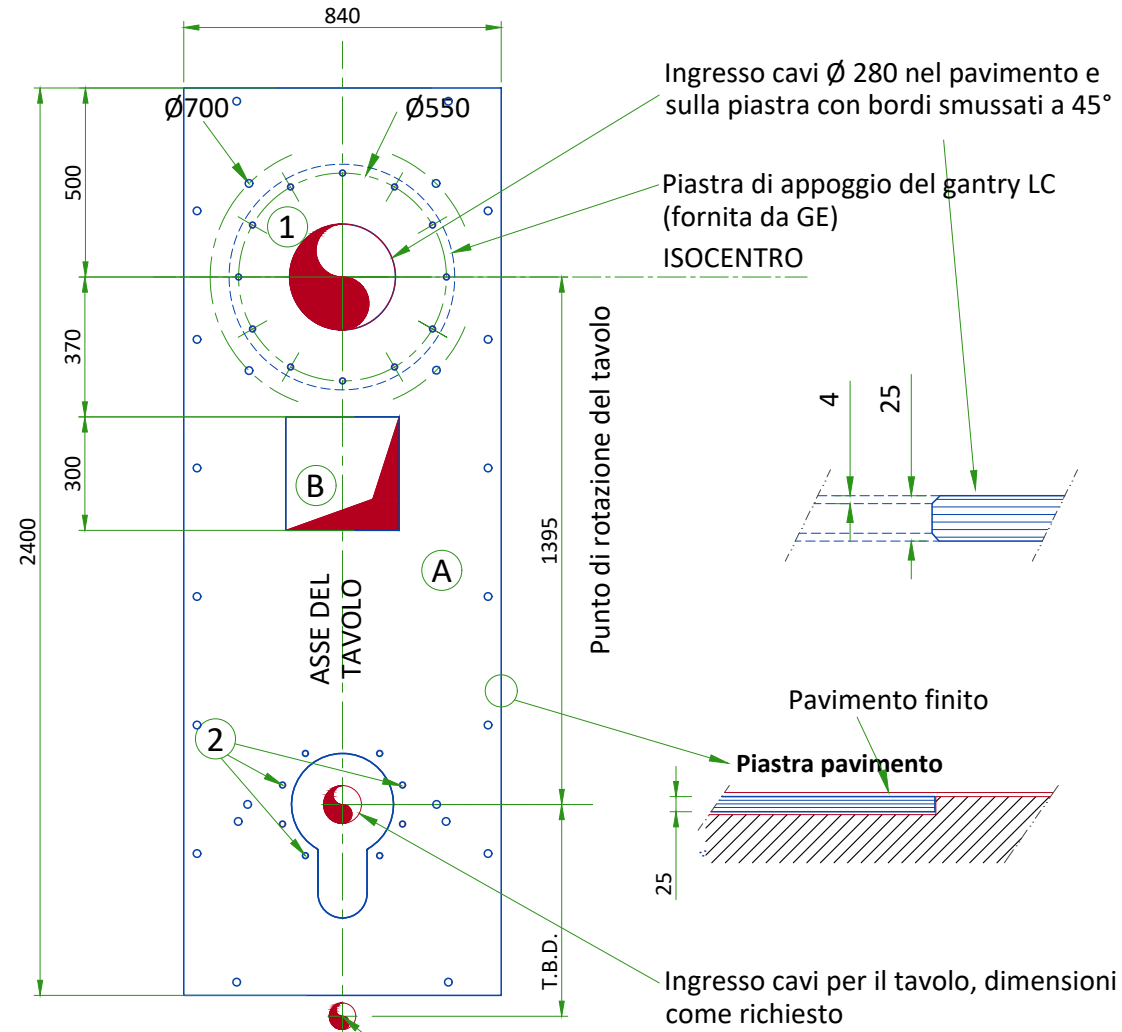 840
Ingresso cavi Ø 280 nel pavimento e
sulla piastra con bordi smussati a 45°
Ø700
Ø550
500
Piastra di appoggio del gantry LC
(fornita da GE)
1
ISOCENTRO
370
4
25
300
B
2400
1395
Punto di rotazione del tavolo
A
ASSE DEL
TAVOLO
Pavimento finito
2
Piastra pavimento
25
T.B.D.
Ingresso cavi per il tavolo, dimensioni
come richiesto